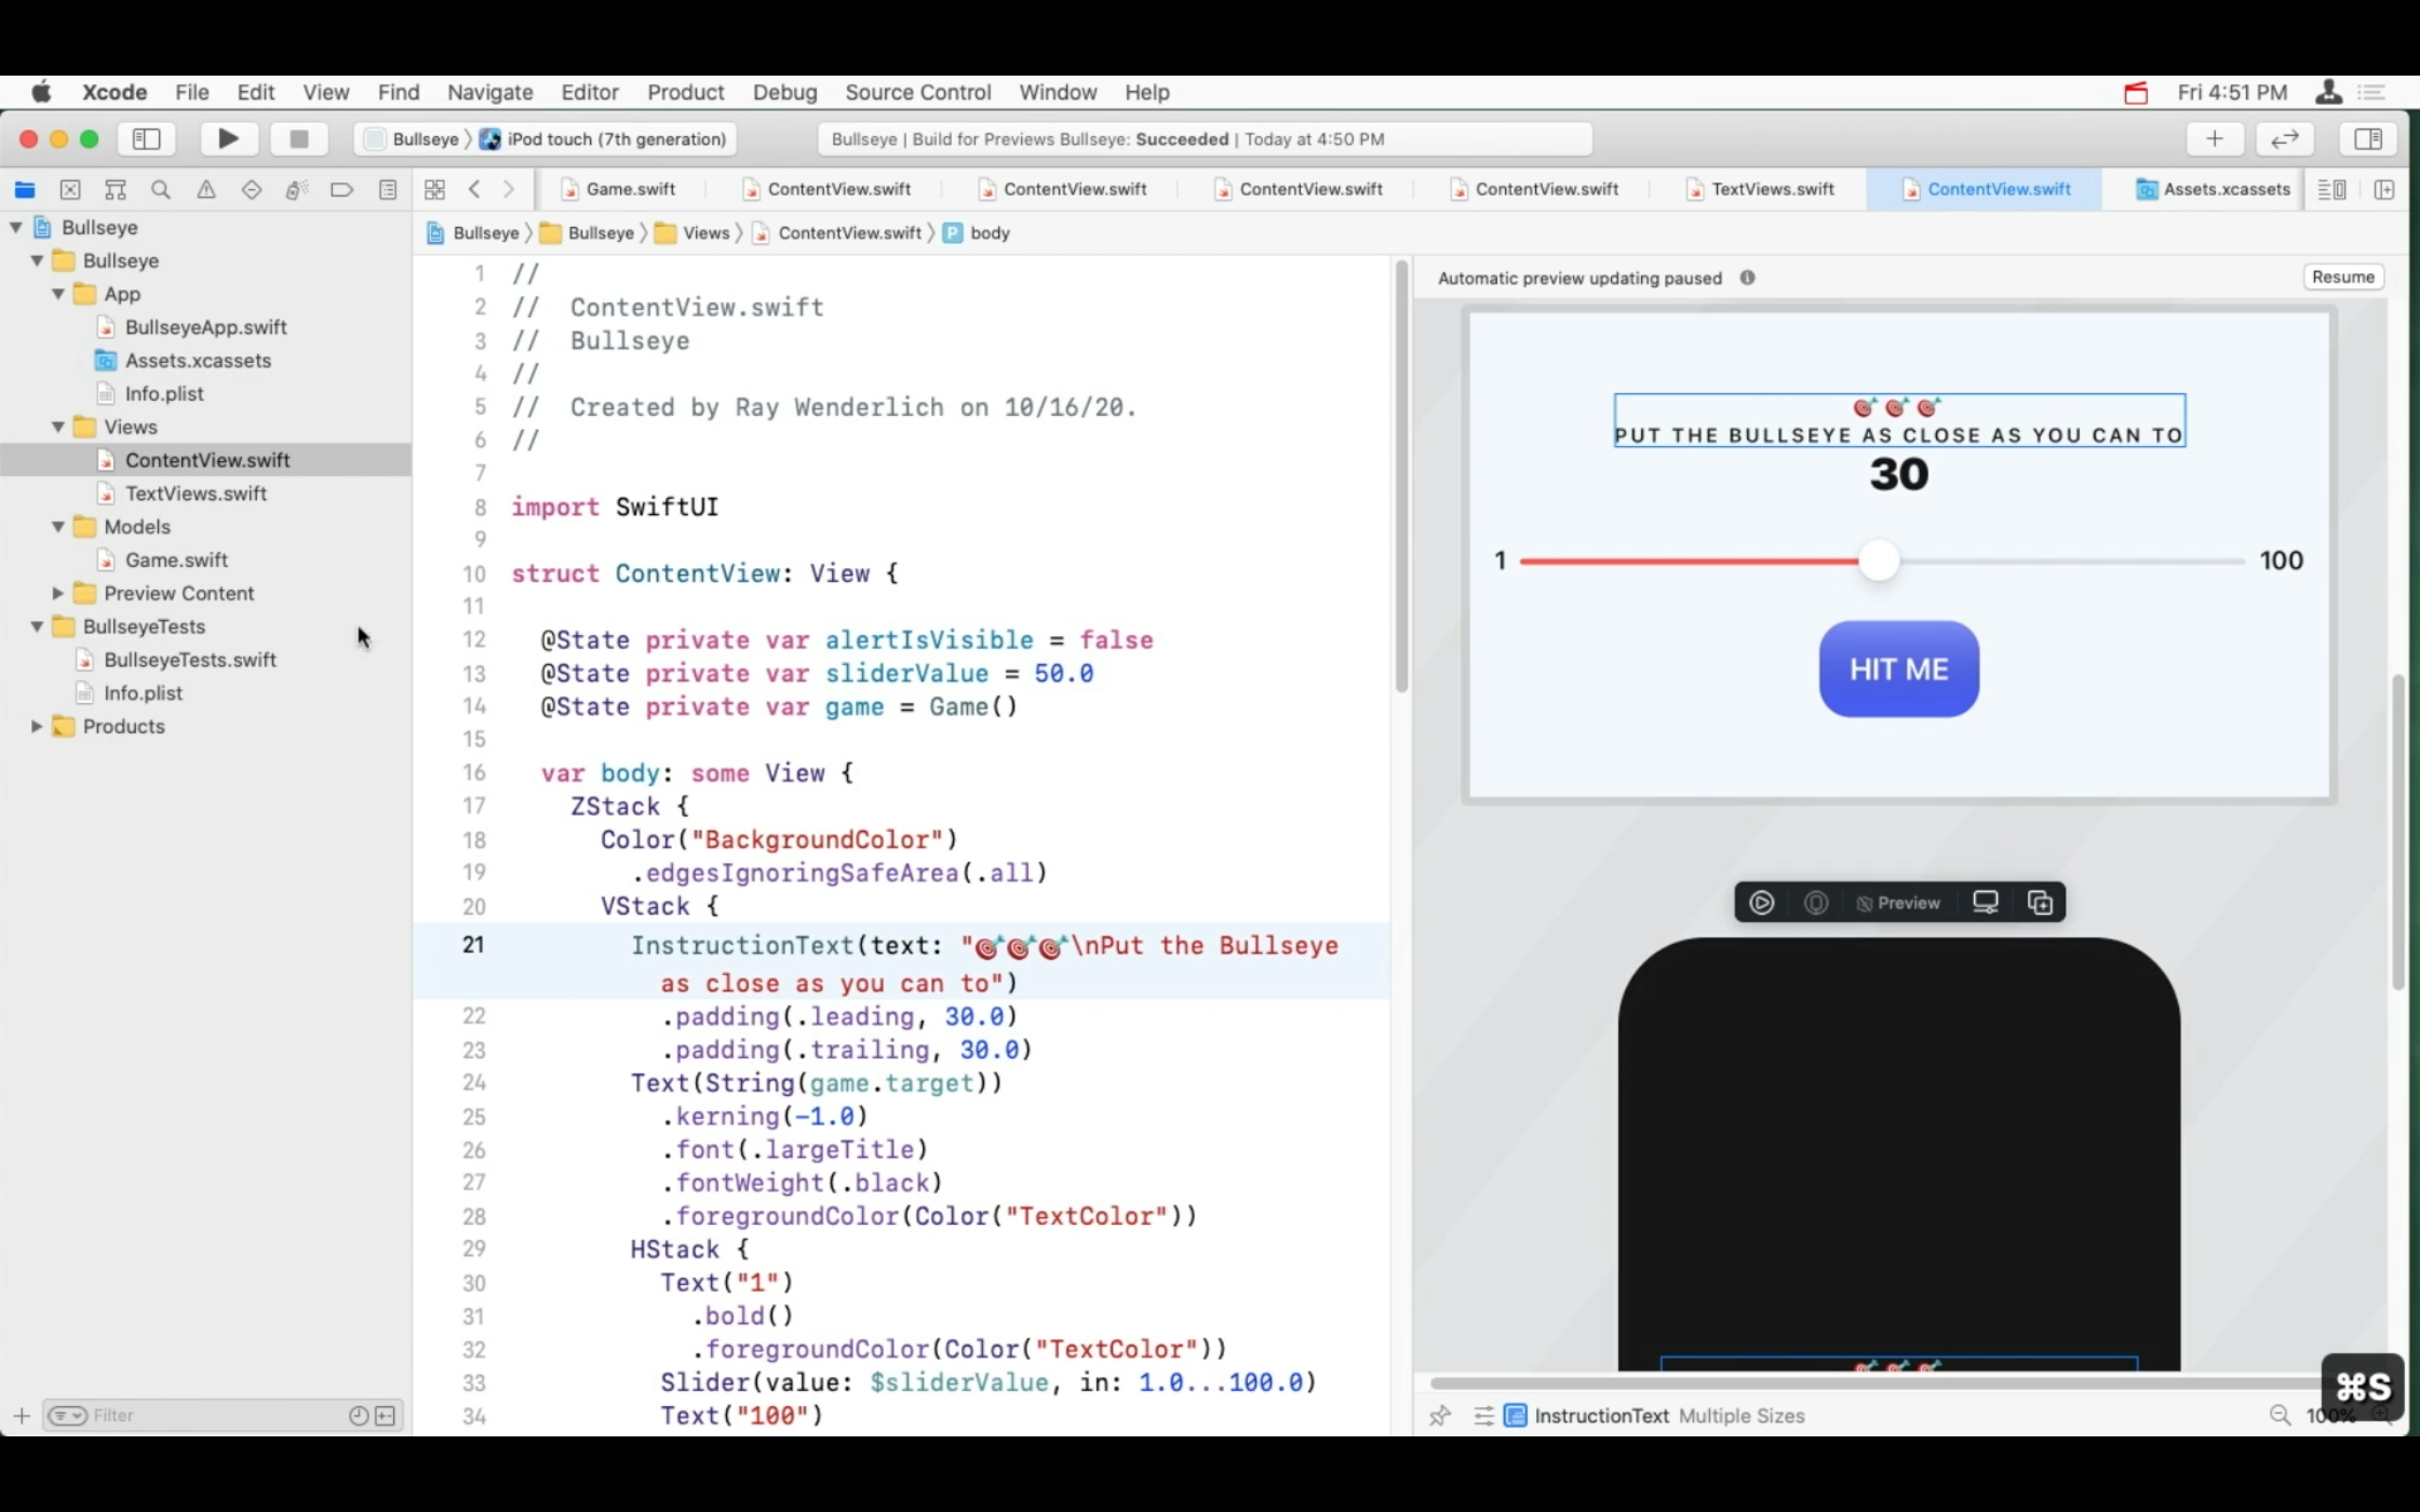 Xcode File Edit View Find Navigate Editor Product Debug Source Control Window Help Fri 4:51 PM
Bullseye iPod touch (7th generation) Bullseye | Build for Previews Bullseye: Succeeded | Today at 4:50 PM
Game.swift ContentView.swift ContentView.swift ContentView.swift ContentView.swift TextViews.swift ContentView.swift Assets.xcassets
Bullseye Bullseye Views ContentView.swift P body
Bullseye
Bullseye
App
BullseyeApp.swift
Assets.xcassets
Info.plist
Views
ContentView.swift
TextViews.swift
Models
Game.swift
Preview Content
BullseyeTests
BullseyeTests.swift
Info.plist
Products
Filter
1 //
2 //  ContentView.swift
3 //  Bullseye
4 //
5 //  Created by Ray Wenderlich on 10/16/20.
6 //
7
8 import SwiftUI
9
10 struct ContentView: View {
11
12 @State private var alertIsVisible = false
13 @State private var sliderValue = 50.0
14 @State private var game = Game()
15
16 var body: some View {
17 ZStack {
18 Color("BackgroundColor")
19 .edgesIgnoringSafeArea(.all)
20 VStack {
21 InstructionText(text: "🎯🎯🎯\nPut the Bullseye
as close as you can to")
22 .padding(.leading, 30.0)
23 .padding(.trailing, 30.0)
24 Text(String(game.target))
25 .kerning(-1.0)
26 .font(.largeTitle)
27 .fontWeight(.black)
28 .foregroundColor(Color("TextColor"))
29 HStack {
30 Text("1")
31 .bold()
32 .foregroundColor(Color("TextColor"))
33 Slider(value: $sliderValue, in: 1.0...100.0)
34 Text("100")
Automatic preview updating paused Resume
🎯🎯🎯
PUT THE BULLSEYE AS CLOSE AS YOU CAN TO
30
1 100
HIT ME
Preview
🎯🎯🎯
InstructionText Multiple Sizes 100%
⌘S